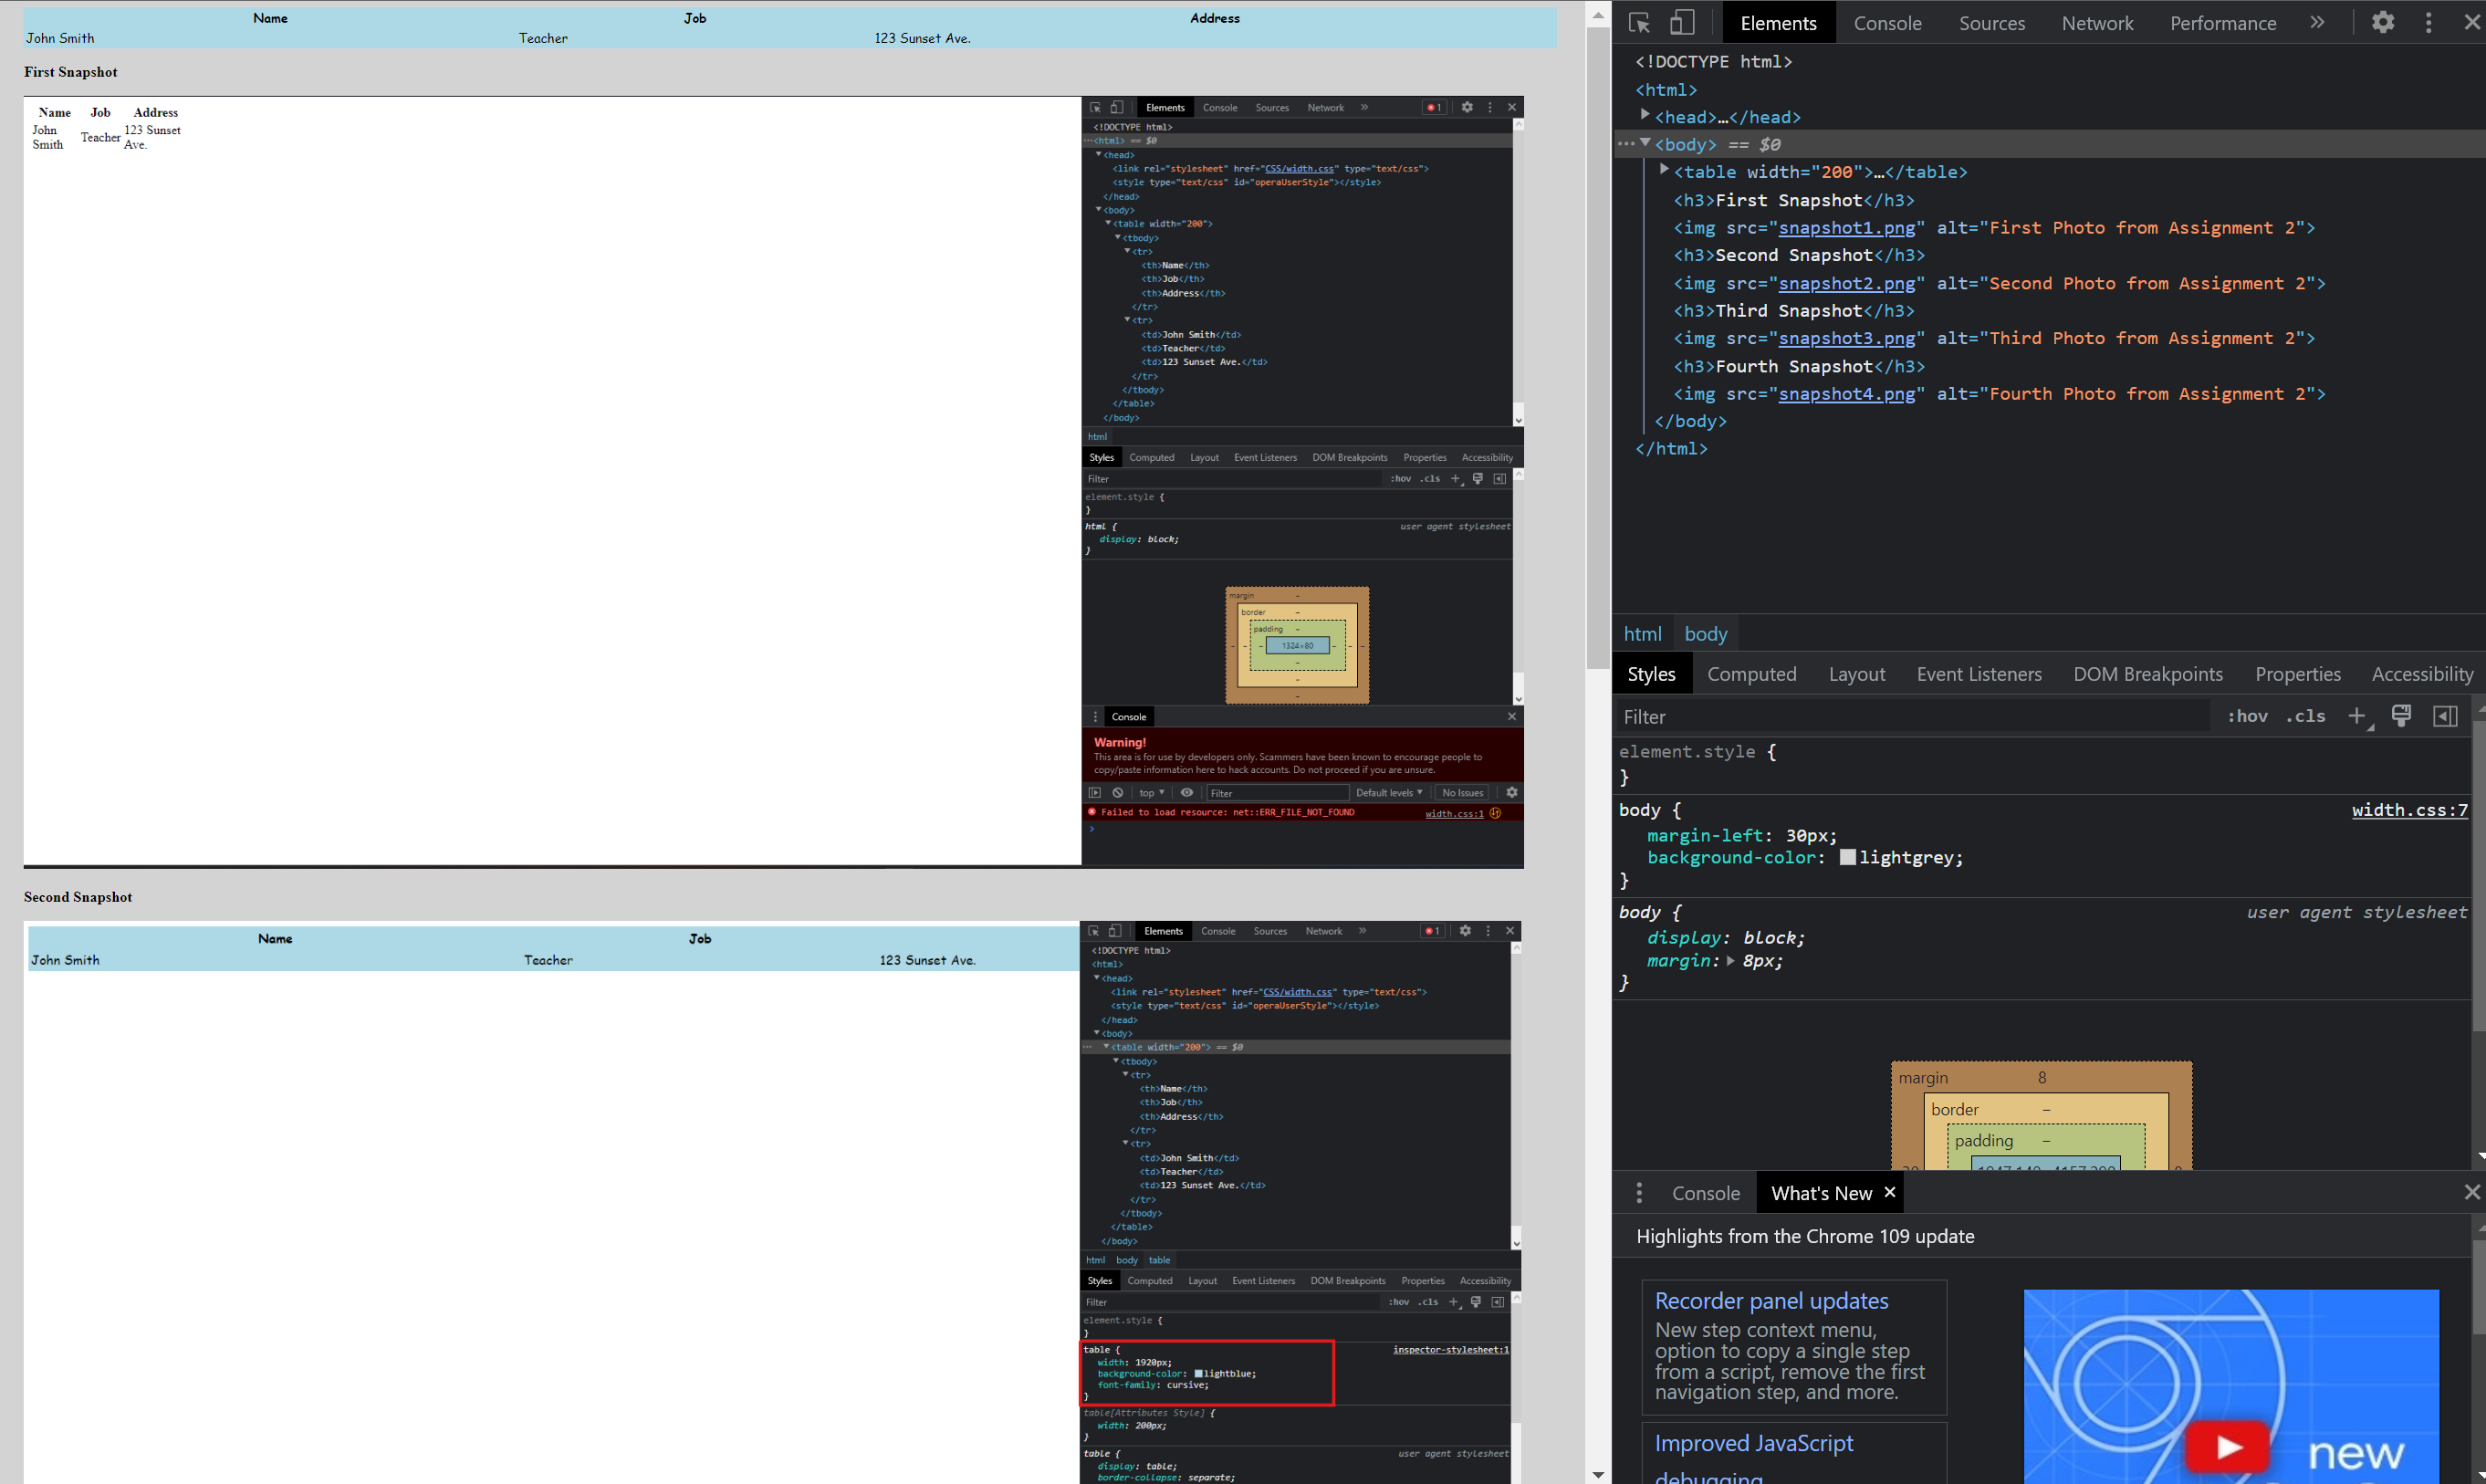 Name Job Address
John Smith Teacher 123 Sunset Ave.
First Snapshot
Name Job Address
John Smith Teacher 123 Sunset Ave.
Elements Console Sources Network » 1
<!DOCTYPE html>
<html> == $0
<head>
<link rel="stylesheet" href="CSS/width.css" type="text/css">
<style type="text/css" id="operaUserStyle"></style>
</head>
<body>
<table width="200">
<tbody>
<tr>
<th>Name</th>
<th>Job</th>
<th>Address</th>
</tr>
<tr>
<td>John Smith</td>
<td>Teacher</td>
<td>123 Sunset Ave.</td>
</tr>
</tbody>
</table>
</body>
html
Styles Computed Layout Event Listeners DOM Breakpoints Properties Accessibility
Filter :hov .cls +
element.style {
}
html { user agent stylesheet
display: block;
}
margin -
border -
padding -
- - - 1324×80 - - -
-
-
-
Console
Warning!
This area is for use by developers only. Scammers have been known to encourage people to
copy/paste information here to hack accounts. Do not proceed if you are unsure.
top Filter Default levels No Issues
Failed to load resource: net::ERR_FILE_NOT_FOUND width.css:1
>
Second Snapshot
Name Job
John Smith Teacher 123 Sunset Ave.
Elements Console Sources Network » 1
<!DOCTYPE html>
<html>
<head>
<link rel="stylesheet" href="CSS/width.css" type="text/css">
<style type="text/css" id="operaUserStyle"></style>
</head>
<body>
... <table width="200"> == $0
<tbody>
<tr>
<th>Name</th>
<th>Job</th>
<th>Address</th>
</tr>
<tr>
<td>John Smith</td>
<td>Teacher</td>
<td>123 Sunset Ave.</td>
</tr>
</tbody>
</table>
</body>
html body table
Styles Computed Layout Event Listeners DOM Breakpoints Properties Accessibility
Filter :hov .cls +
element.style {
}
table { inspector-stylesheet:1
width: 1920px;
background-color: lightblue;
font-family: cursive;
}
table[Attributes Style] {
width: 200px;
}
table { user agent stylesheet
display: table;
border-collapse: separate;
Elements Console Sources Network Performance »
<!DOCTYPE html>
<html>
<head>…</head>
... <body> == $0
<table width="200">…</table>
<h3>First Snapshot</h3>
<img src="snapshot1.png" alt="First Photo from Assignment 2">
<h3>Second Snapshot</h3>
<img src="snapshot2.png" alt="Second Photo from Assignment 2">
<h3>Third Snapshot</h3>
<img src="snapshot3.png" alt="Third Photo from Assignment 2">
<h3>Fourth Snapshot</h3>
<img src="snapshot4.png" alt="Fourth Photo from Assignment 2">
</body>
</html>
html body
Styles Computed Layout Event Listeners DOM Breakpoints Properties Accessibility
Filter :hov .cls +
element.style {
}
body { width.css:7
margin-left: 30px;
background-color: lightgrey;
}
body { user agent stylesheet
display: block;
margin: 8px;
}
margin 8
border -
padding -
Console What's New ×
Highlights from the Chrome 109 update
Recorder panel updates
New step context menu,
option to copy a single step
from a script, remove the first
navigation step, and more.
Improved JavaScript
debugging
new